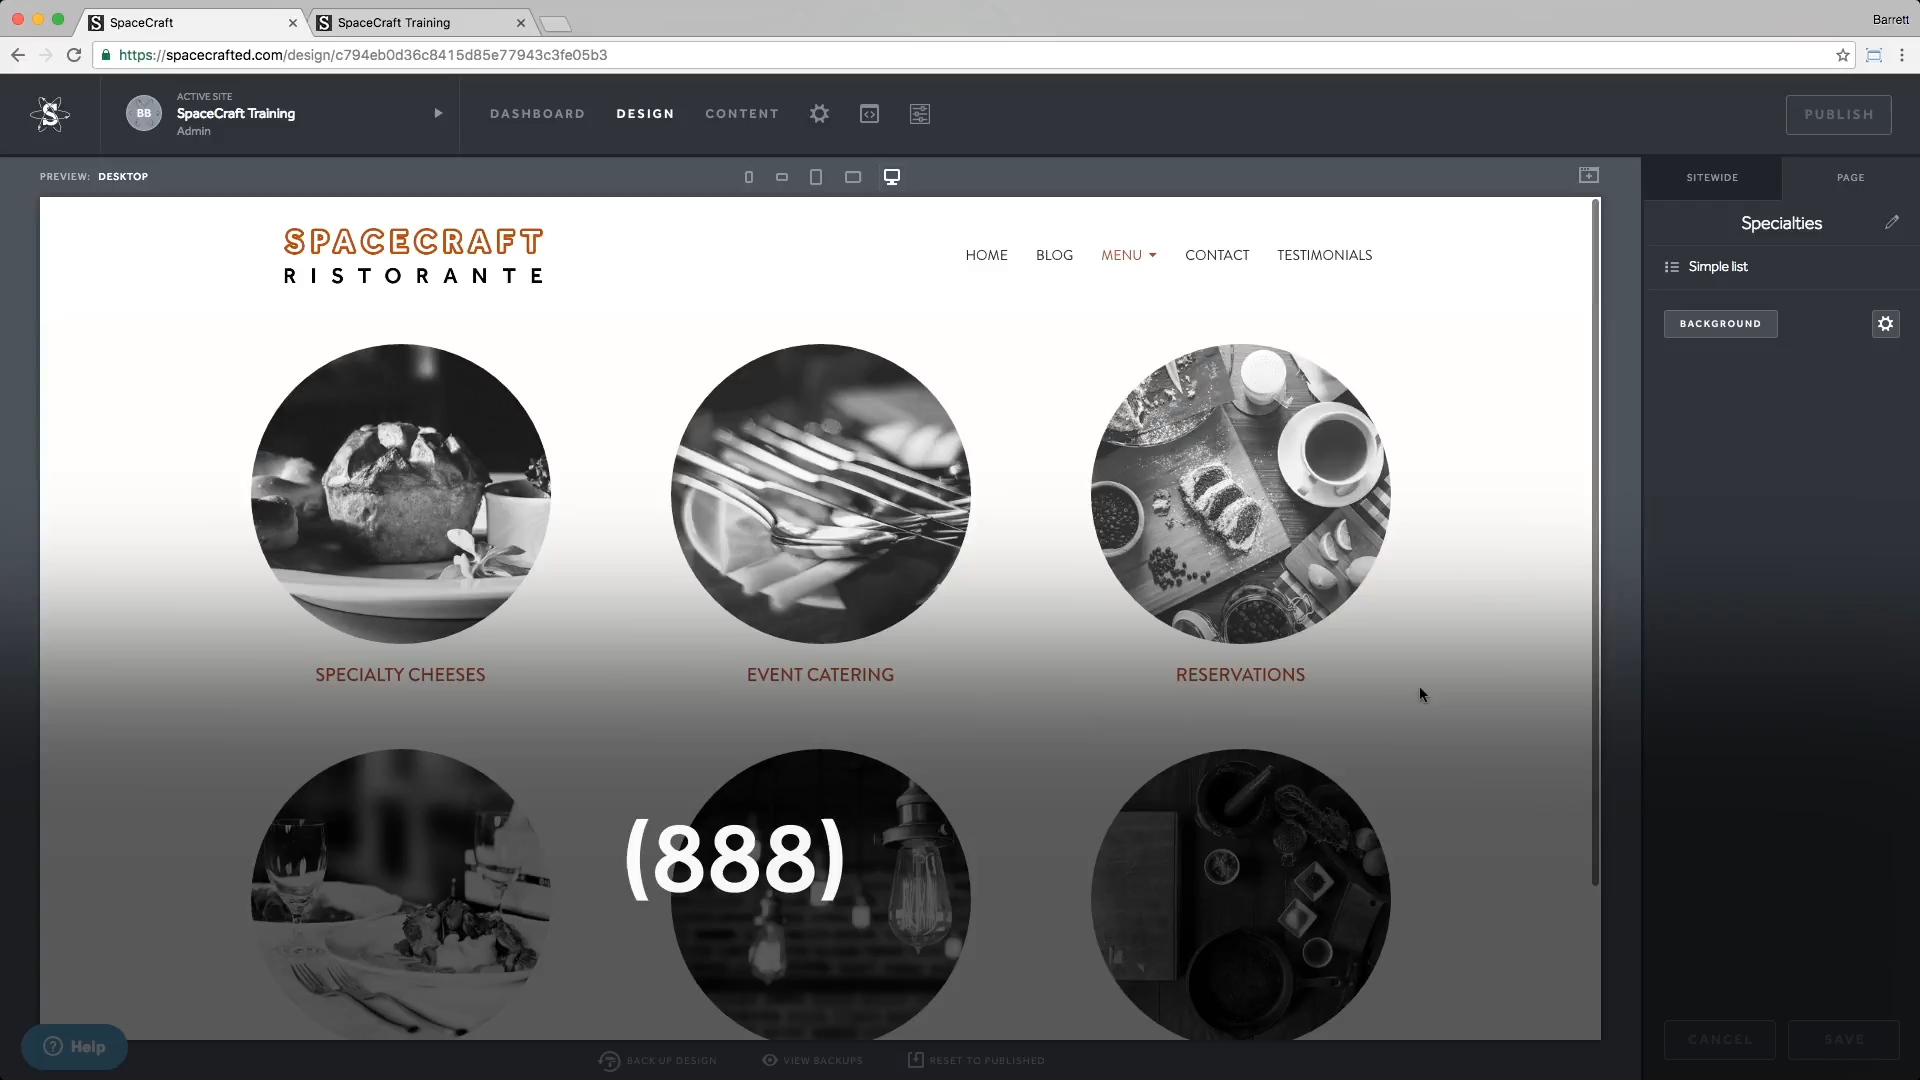 SpaceCraft
SpaceCraft Training
Barrett
https://spacecrafted.com/design/c794eb0d36c8415d85e77943c3fe05b3
BB
ACTIVE SITE
SpaceCraft Training
Admin
DASHBOARD
DESIGN
CONTENT
PUBLISH
PREVIEW: DESKTOP
SITEWIDE
PAGE
Specialties
Simple list
BACKGROUND
SPACECRAFT
RISTORANTE
HOME
BLOG
MENU
CONTACT
TESTIMONIALS
SPECIALTY CHEESES
EVENT CATERING
RESERVATIONS
(888)
Help
BACK UP DESIGN
VIEW BACKUPS
RESET TO PUBLISHED
CANCEL
SAVE